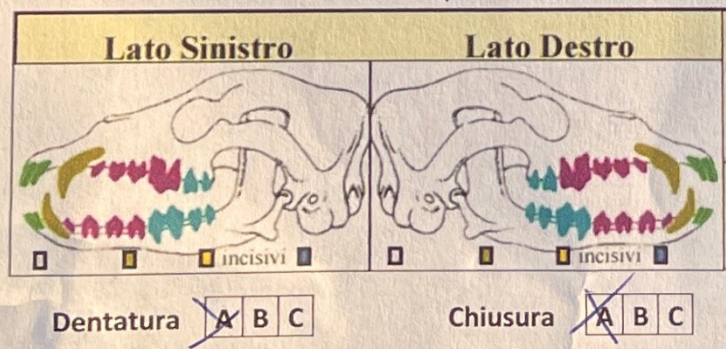 Lato Sinistro Lato Destro
incisivi incisivi
Dentatura A B C Chiusura A B C